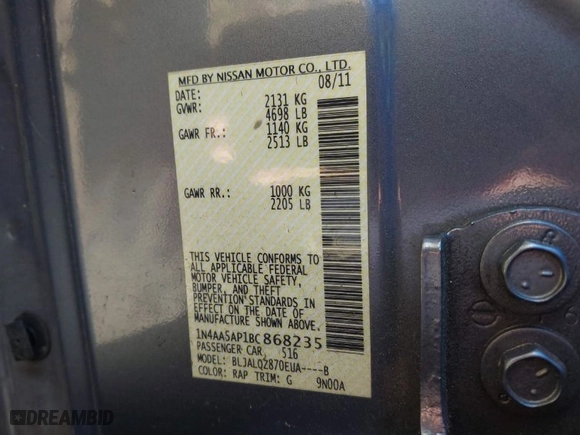 MFD BY NISSAN MOTOR CO., LTD.
DATE: 08/11
GVWR: 2131 KG
4698 LB
GAWR FR.: 1140 KG
2513 LB
GAWR RR.: 1000 KG
2205 LB
THIS VEHICLE CONFORMS TO
ALL APPLICABLE FEDERAL
MOTOR VEHICLE SAFETY,
BUMPER, AND THEFT
PREVENTION STANDARDS IN
EFFECT ON THE DATE OF
MANUFACTURE SHOWN ABOVE.
1N4AA5AP1BC868235
PASSENGER CAR 516
MODEL: BLJALQ2870EUA----B
COLOR: RAP TRIM: G 9N00A
DREAMBID